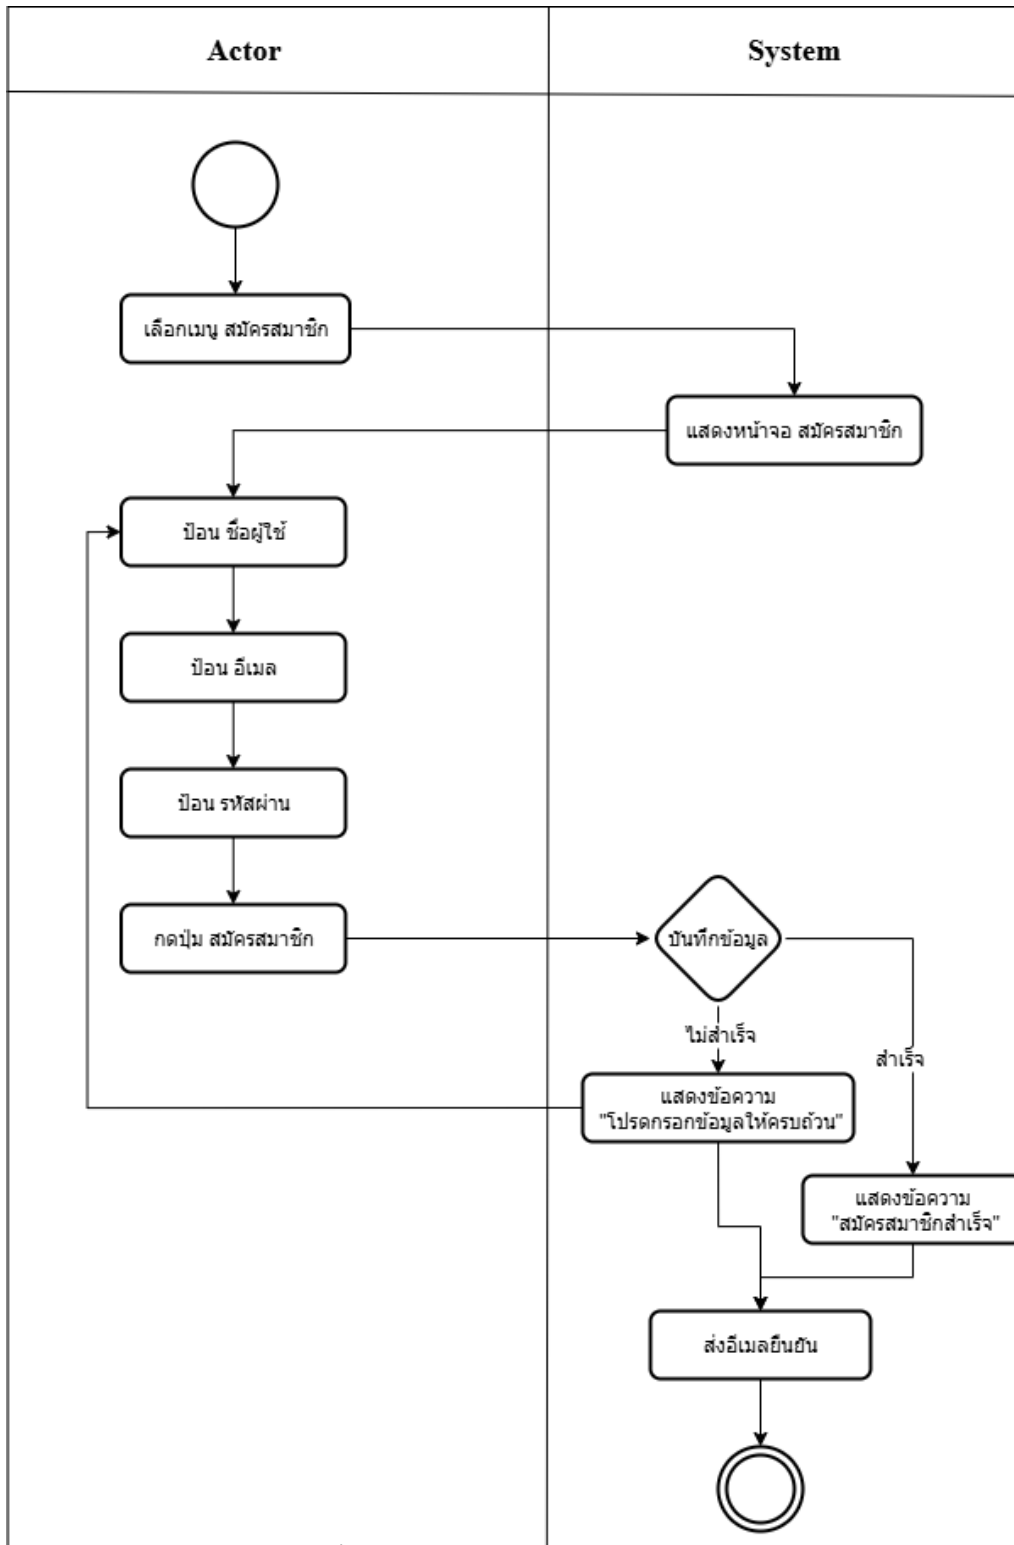 Actor
System
เลือกเมนู สมัครสมาชิก
แสดงหน้าจอ สมัครสมาชิก
ป้อน ชื่อผู้ใช้
ป้อน อีเมล
ป้อน รหัสผ่าน
กดปุ่ม สมัครสมาชิก
บันทึกข้อมูล
ไม่สำเร็จ
สำเร็จ
แสดงข้อความ
"โปรดกรอกข้อมูลให้ครบถ้วน"
แสดงข้อความ
"สมัครสมาชิกสำเร็จ"
ส่งอีเมลยืนยัน